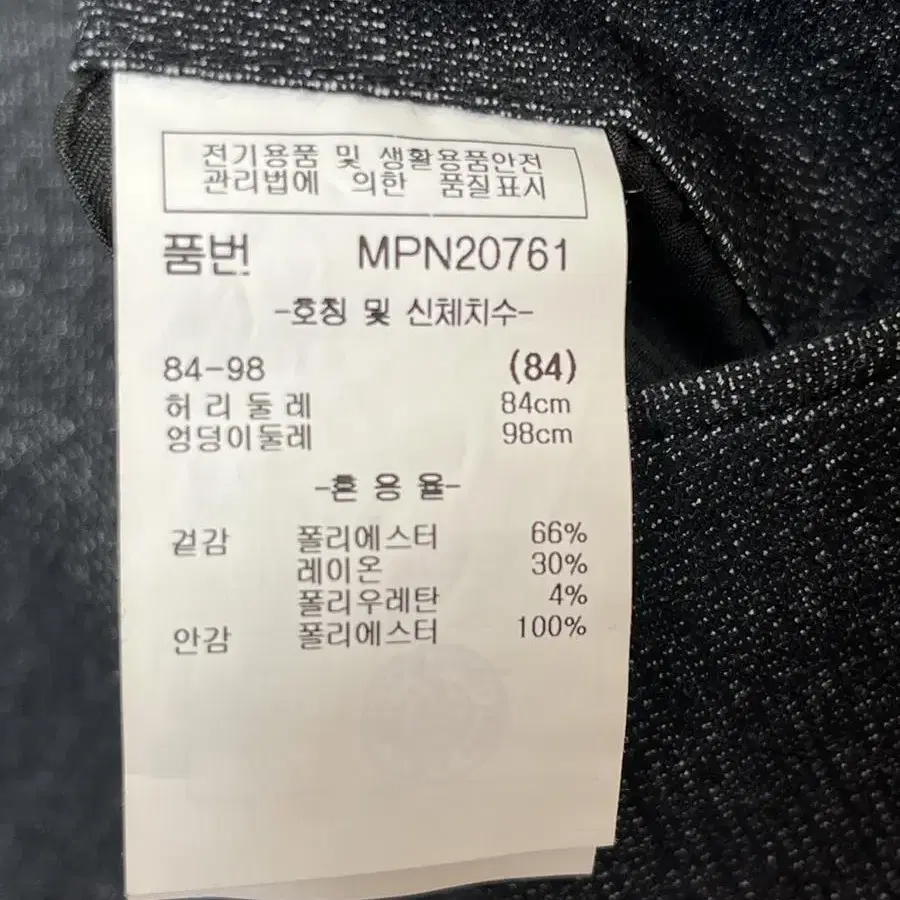 전기용품 및 생활용품안전
관리법에 의한 품질표시
품번 MPN20761
-호칭 및 신체치수-
84-98 (84)
허리둘레 84cm
엉덩이둘레 98cm
-혼용율-
겉감 폴리에스터 66%
레이온 30%
폴리우레탄 4%
안감 폴리에스터 100%